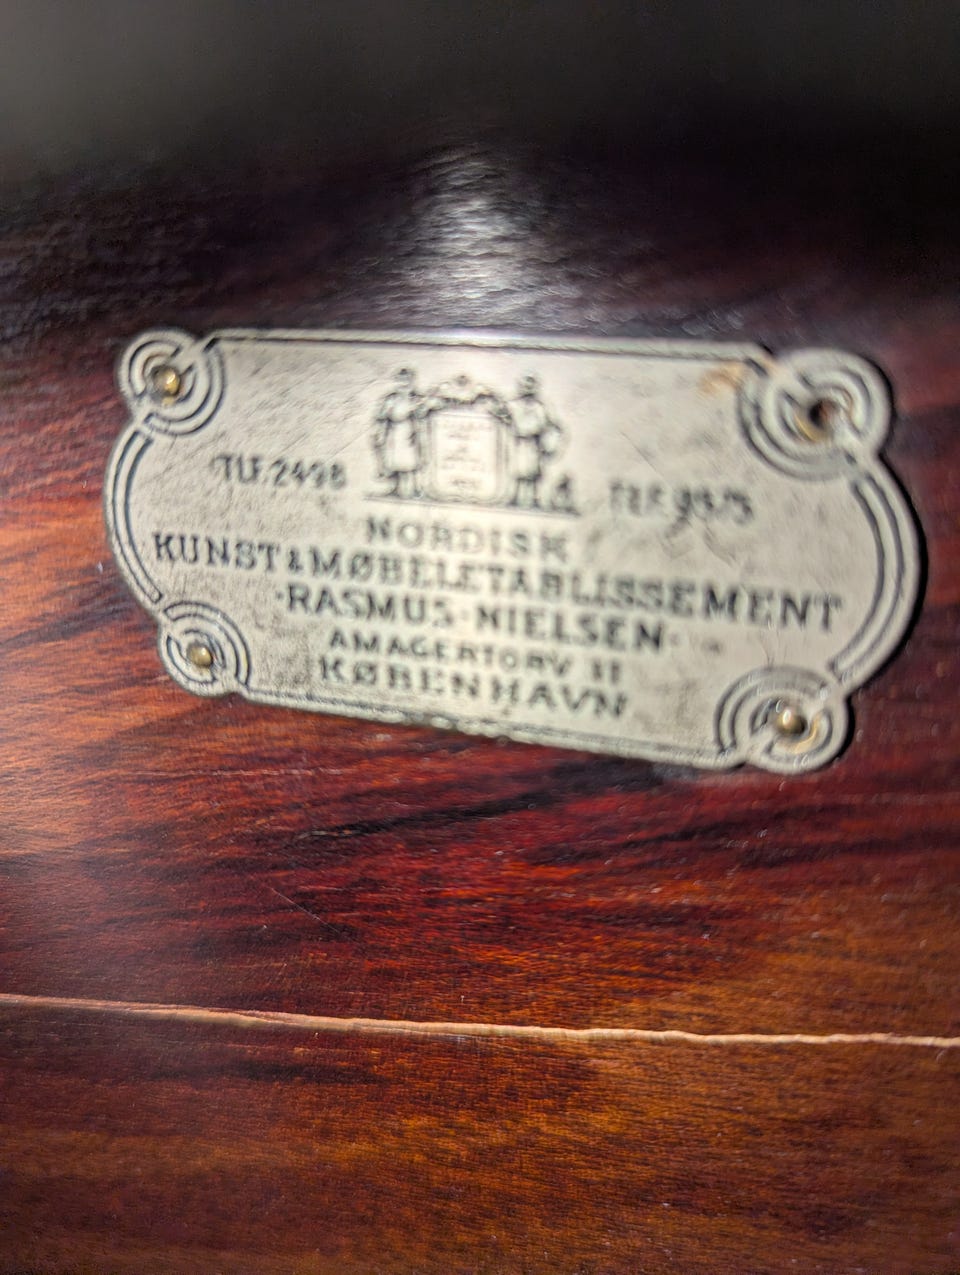 TLF. 2498
NORDISK
KUNST & MØBELETABLISSEMENT
· RASMUS · NIELSEN ·
AMAGERTORV 11
KØBENHAVN